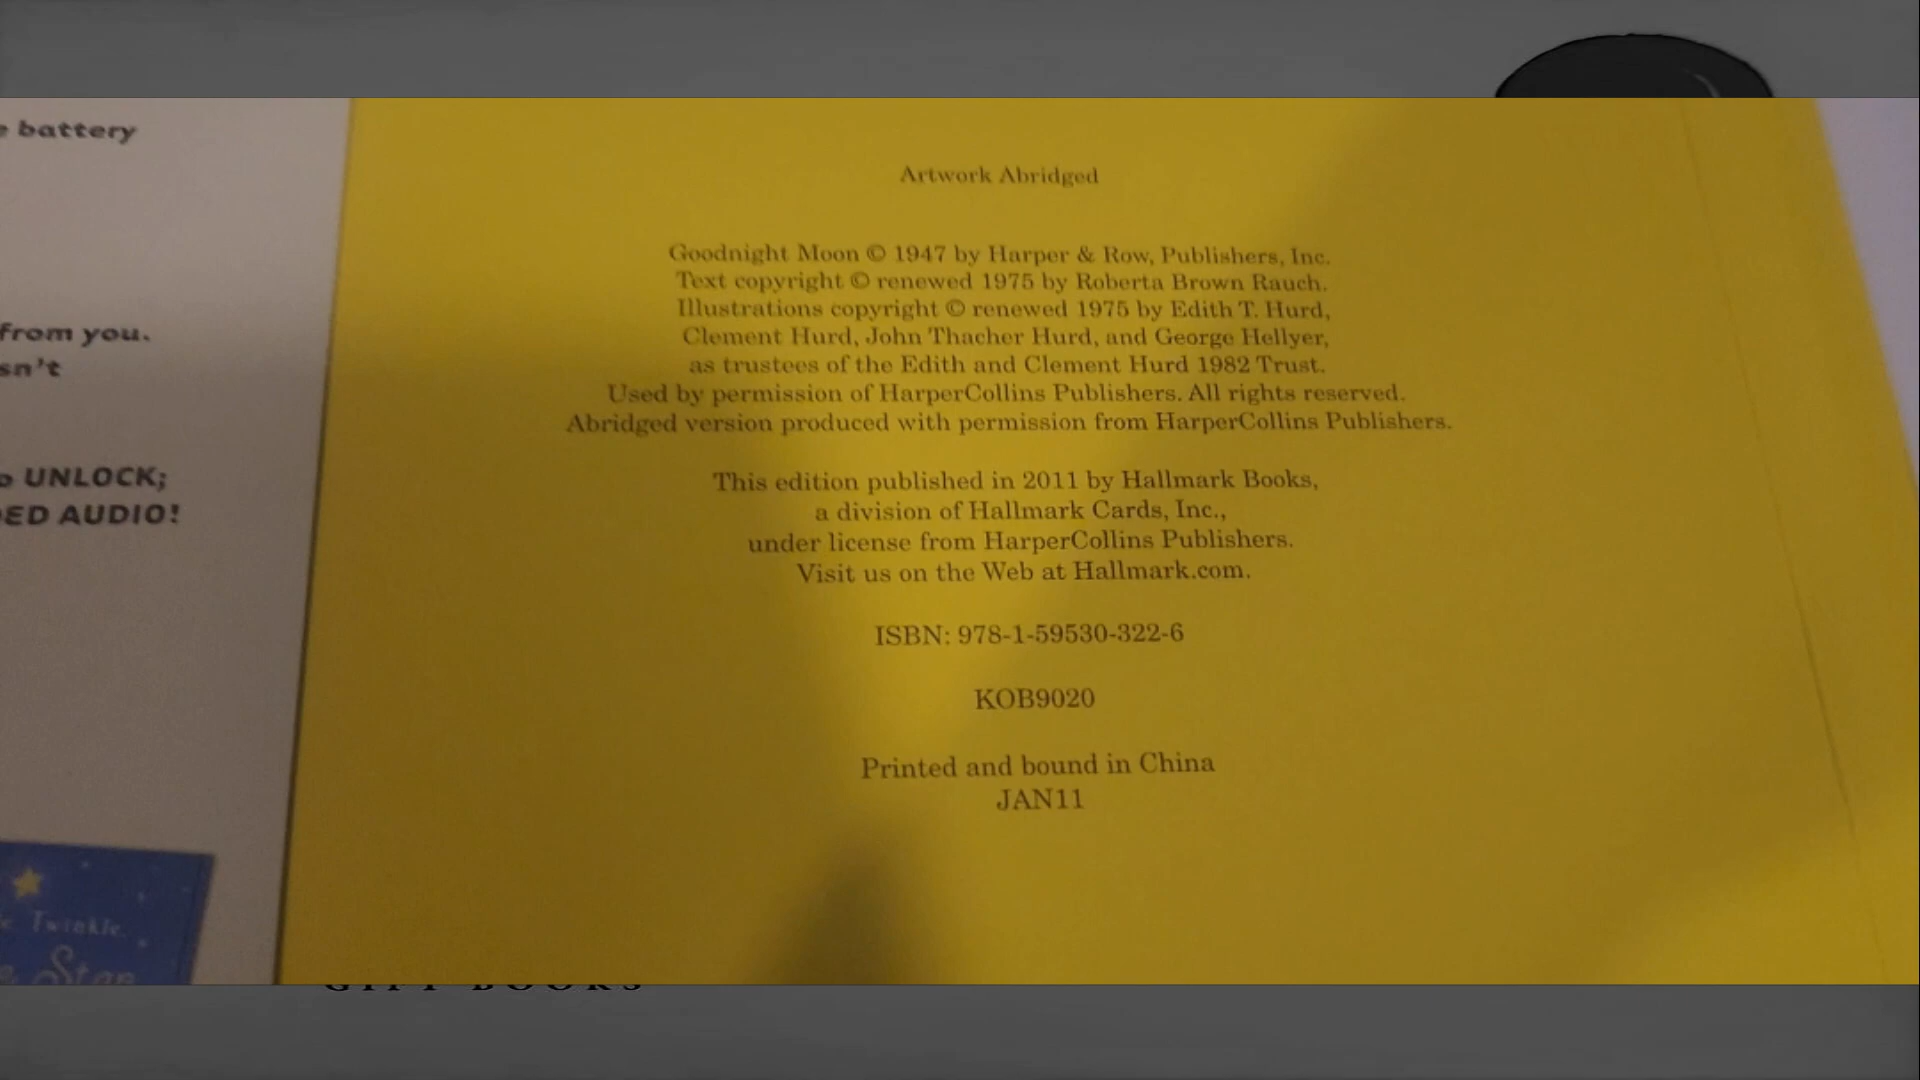 battery
from you.
sn't
UNLOCK;
ED AUDIO!
Twinkle
Star
Artwork Abridged
Goodnight Moon © 1947 by Harper & Row, Publishers, Inc.
Text copyright © renewed 1975 by Roberta Brown Rauch.
Illustrations copyright © renewed 1975 by Edith T. Hurd,
Clement Hurd, John Thacher Hurd, and George Hellyer,
as trustees of the Edith and Clement Hurd 1982 Trust.
Used by permission of HarperCollins Publishers. All rights reserved.
Abridged version produced with permission from HarperCollins Publishers.
This edition published in 2011 by Hallmark Books,
a division of Hallmark Cards, Inc.,
under license from HarperCollins Publishers.
Visit us on the Web at Hallmark.com.
ISBN: 978-1-59530-322-6
KOB9020
Printed and bound in China
JAN11
GIFT BOOKS